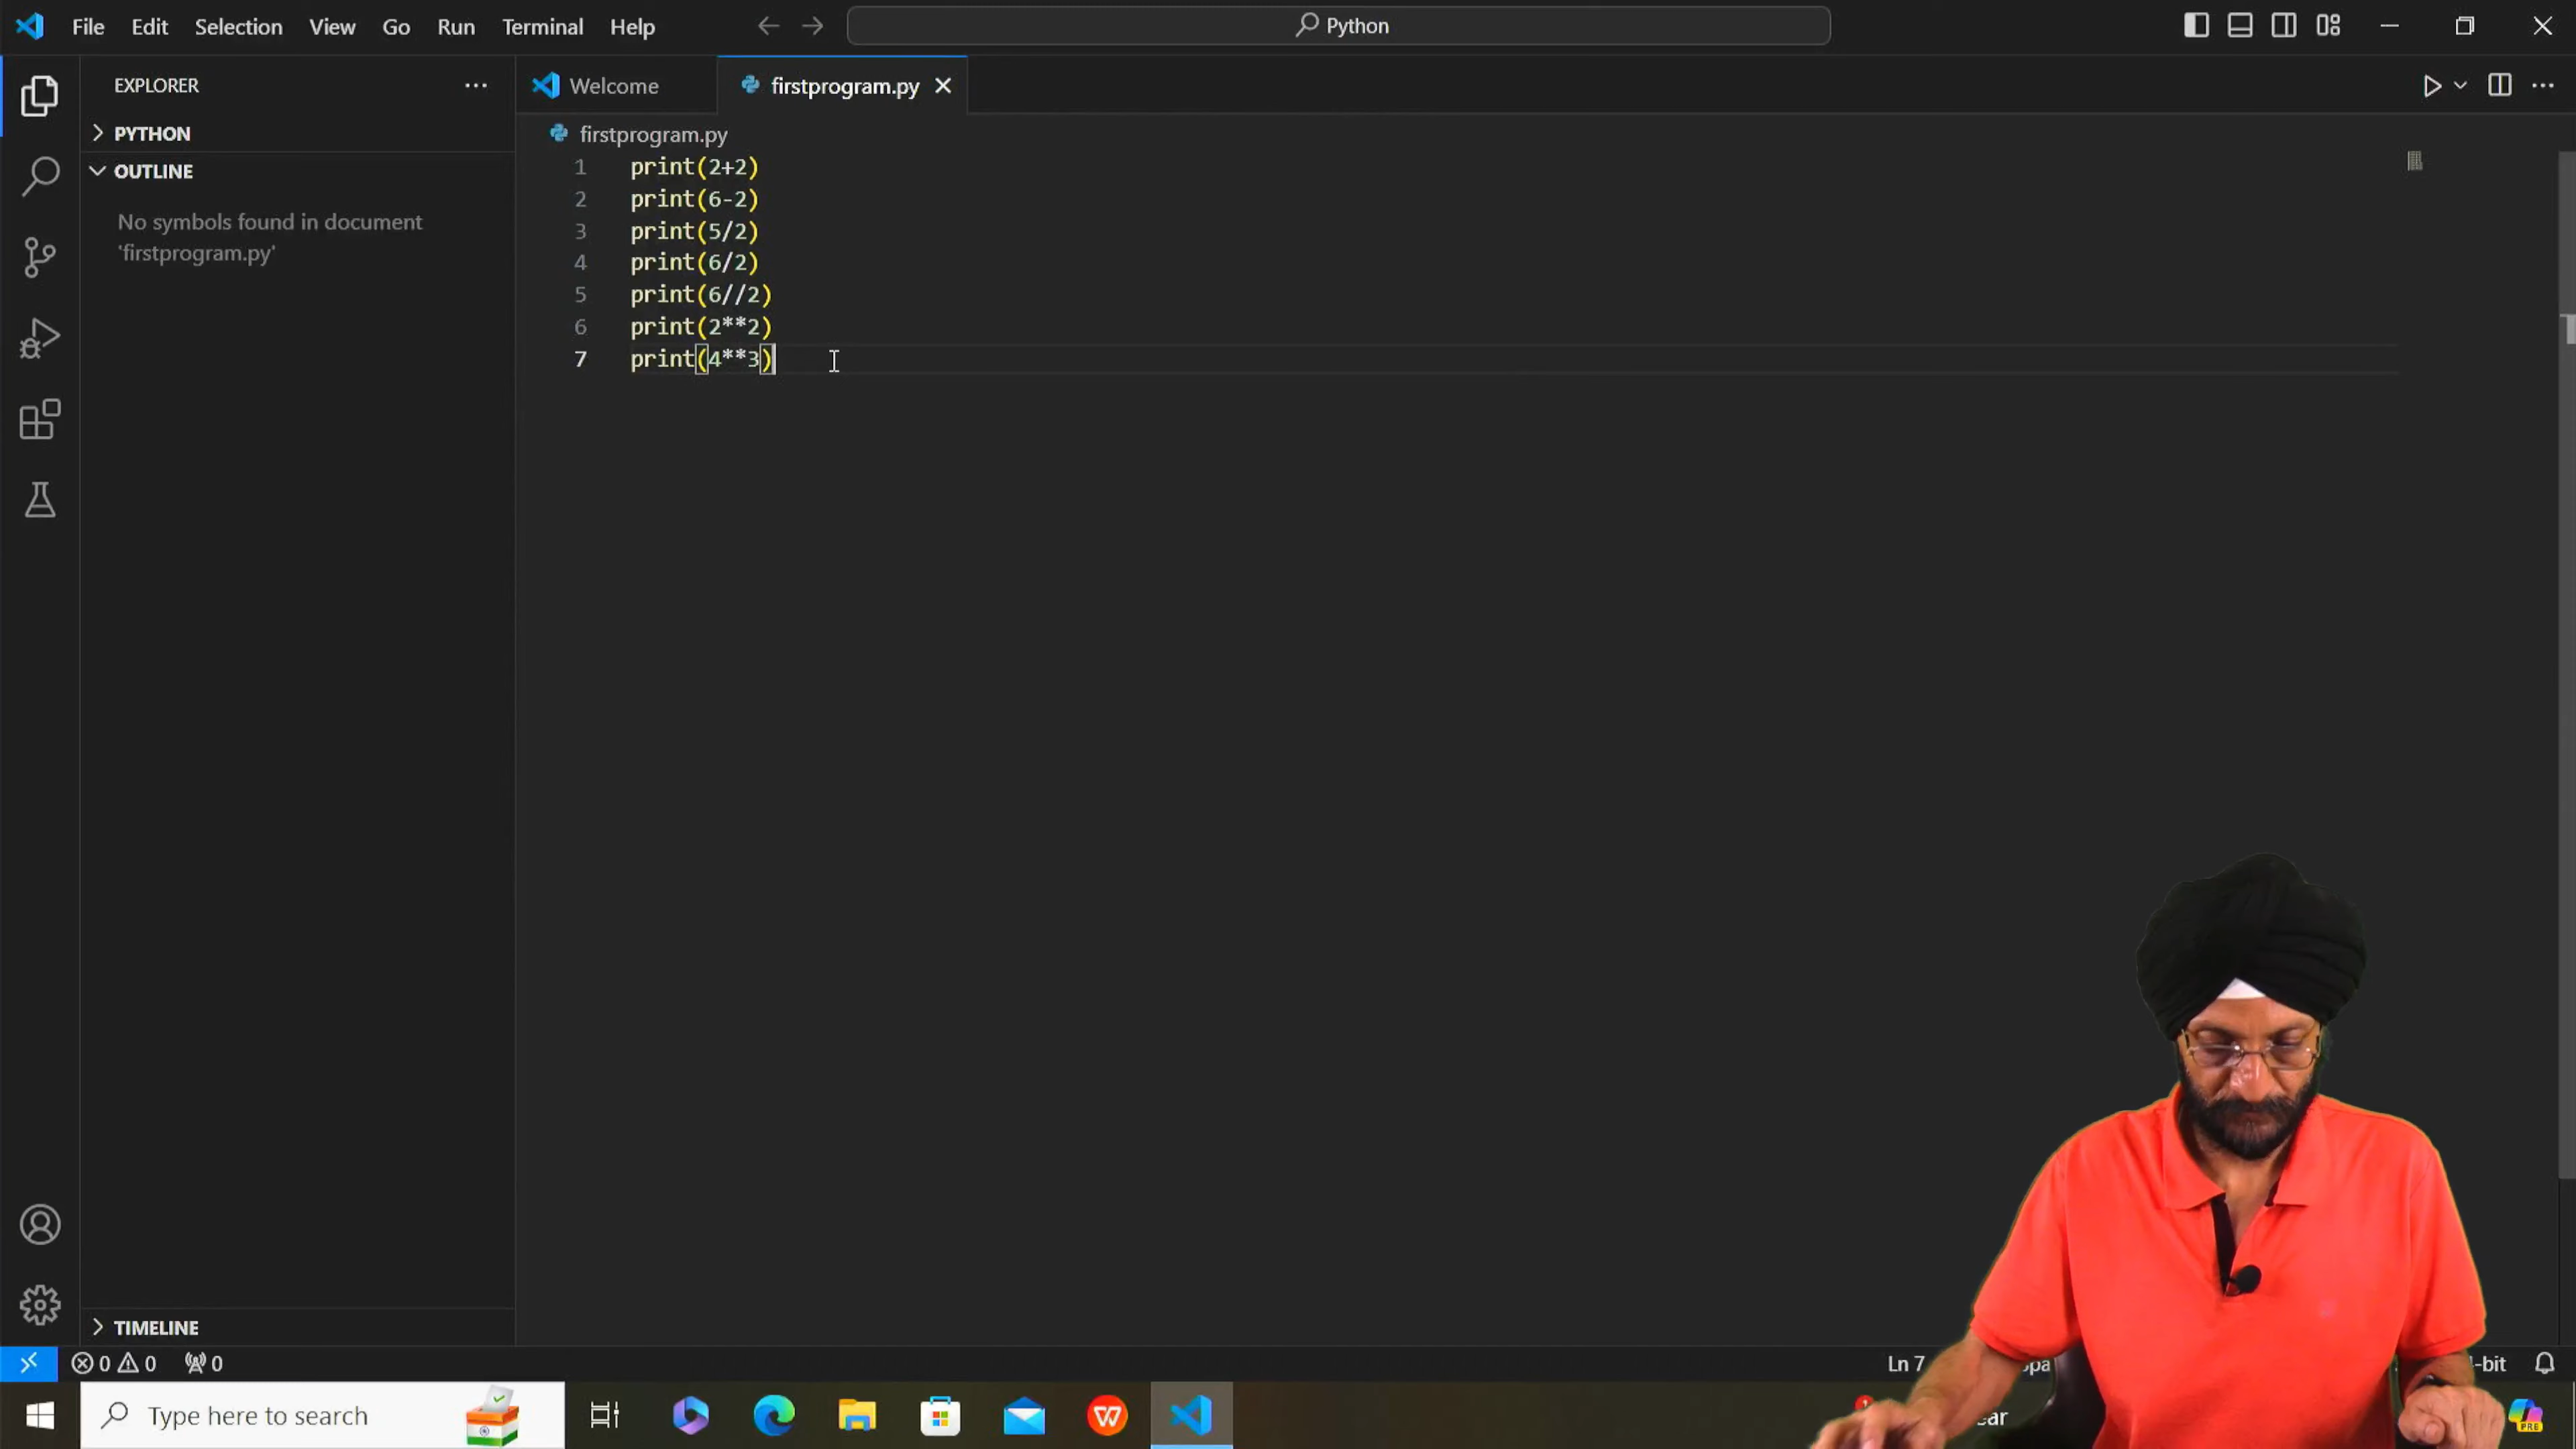 File Edit Selection View Go Run Terminal Help
Python
EXPLORER
PYTHON
OUTLINE
No symbols found in document
'firstprogram.py'
TIMELINE
Welcome
firstprogram.py
firstprogram.py
1 print(2+2)
2 print(6-2)
3 print(5/2)
4 print(6/2)
5 print(6//2)
6 print(2**2)
7 print(4**3)
0 0 0
Ln 7
-bit
Type here to search
PRE